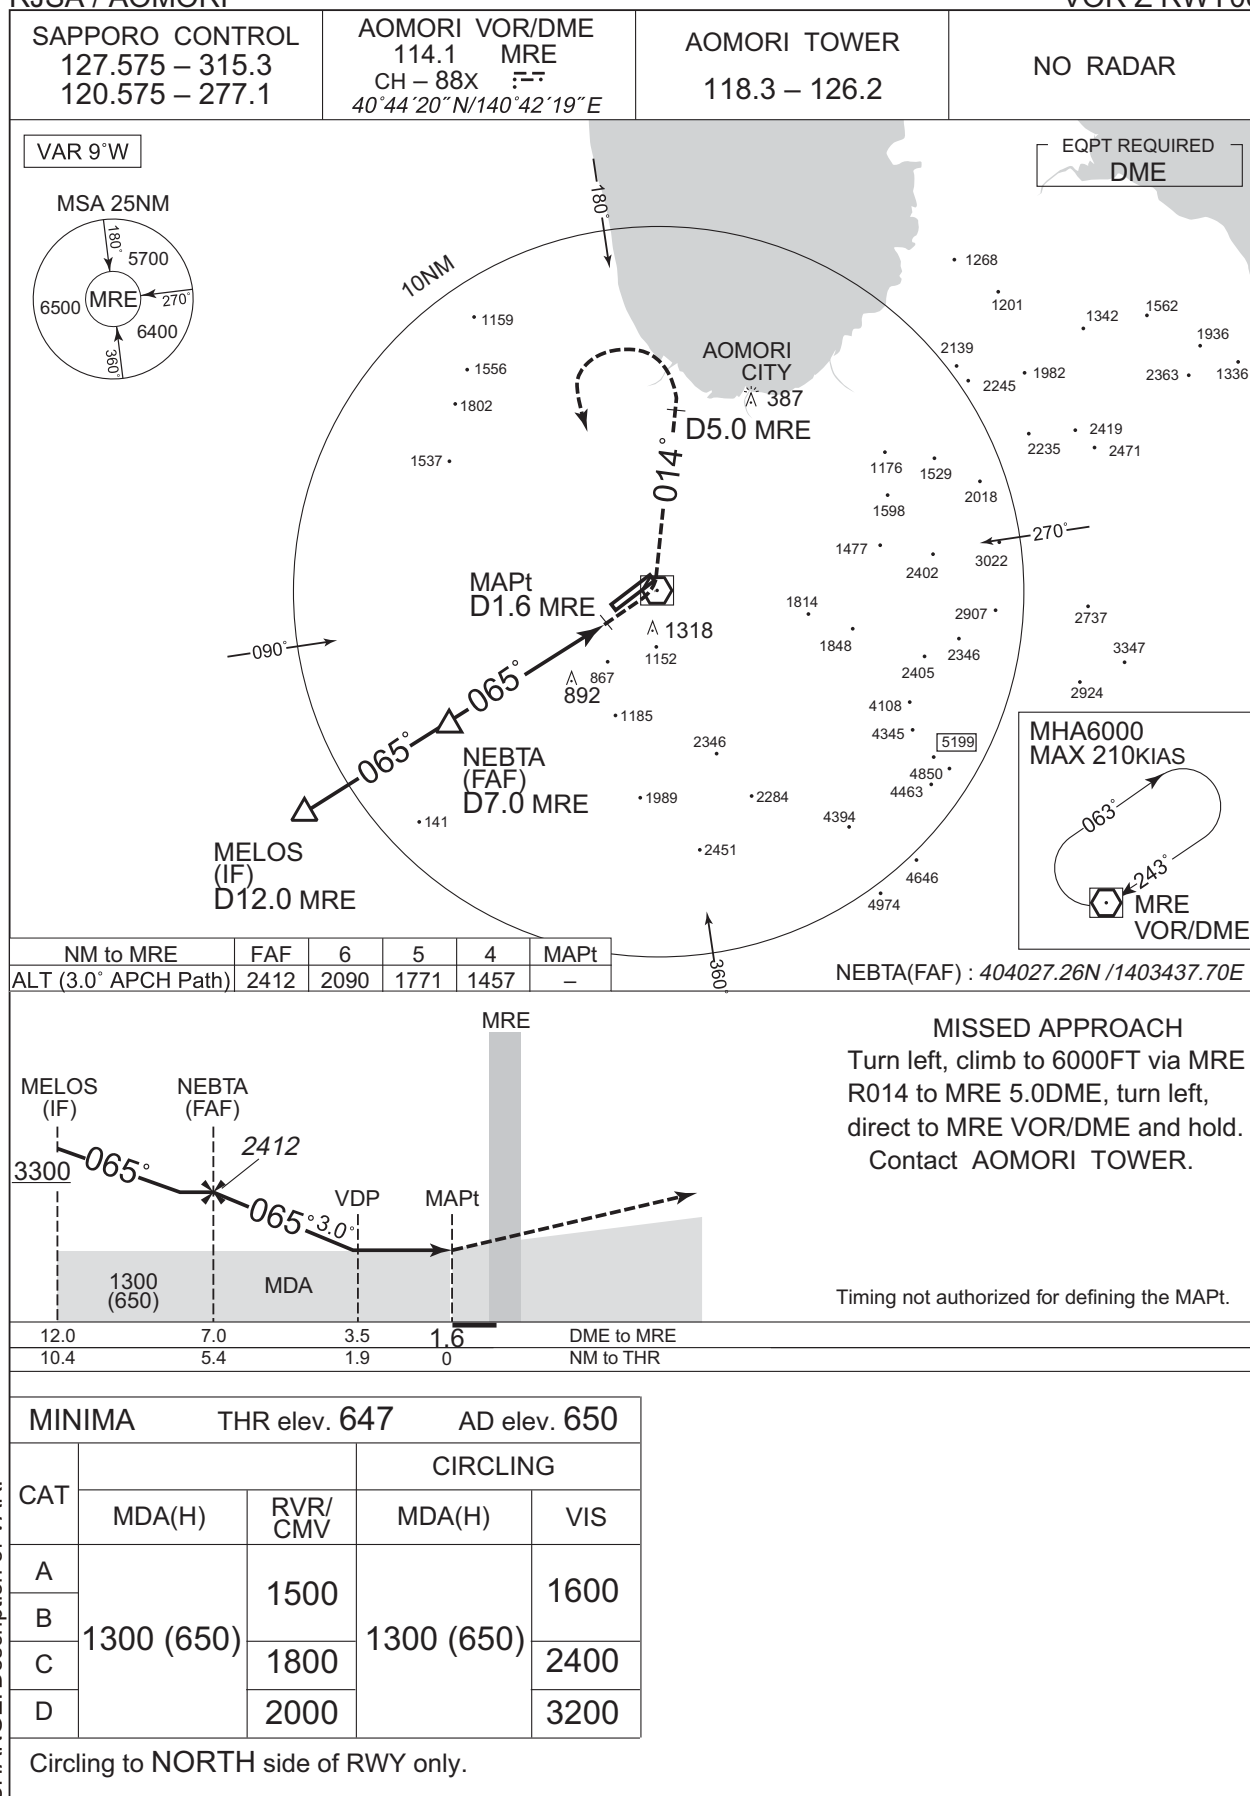 SAPPORO CONTROL
127.575 – 315.3
120.575 – 277.1
AOMORI VOR/DME
114.1 MRE
CH – 88X
40˚44´20˝N/140˚42´19˝E
AOMORI TOWER
118.3 – 126.2
NO RADAR
VAR 9˚W
EQPT REQUIRED
DME
MSA 25NM
180˚
5700
MRE
270˚
6500
6400
360˚
180˚
10NM
1268
1201
1562
1342
1936
1159
2139
1982
2363
1336
2245
1556
AOMORI
CITY
387
1802
D5.0 MRE
2419
2235
2471
1537
014˚
1176
1529
2018
1598
270˚
1477
2402
3022
MAPt
D1.6 MRE
1814
2907
2737
1318
1848
2346
3347
1152
090˚
867
2405
892
2924
065˚
4108
1185
4345
5199
2346
065˚
NEBTA
(FAF)
D7.0 MRE
4850
4463
1989
2284
4394
141
MELOS
(IF)
D12.0 MRE
2451
4646
4974
MHA6000
MAX 210KIAS
063˚
243˚
MRE
VOR/DME
360˚
NM to MRE FAF 6 5 4 MAPt
ALT (3.0˚ APCH Path) 2412 2090 1771 1457 –
NEBTA(FAF) : 404027.26N /1403437.70E
MRE
MELOS
(IF)
NEBTA
(FAF)
2412
3300
065˚
065˚
3.0˚
VDP
MAPt
1300
(650)
MDA
MISSED APPROACH
Turn left, climb to 6000FT via MRE
R014 to MRE 5.0DME, turn left,
direct to MRE VOR/DME and hold.
Contact AOMORI TOWER.
Timing not authorized for defining the MAPt.
12.0 7.0 3.5 1.6 DME to MRE
10.4 5.4 1.9 0 NM to THR
MINIMA THR elev. 647 AD elev. 650
CAT
CIRCLING
MDA(H)
RVR/
CMV
MDA(H)
VIS
A
B
C
D
1300 (650)
1500
1800
2000
1300 (650)
1600
2400
3200
Circling to NORTH side of RWY only.